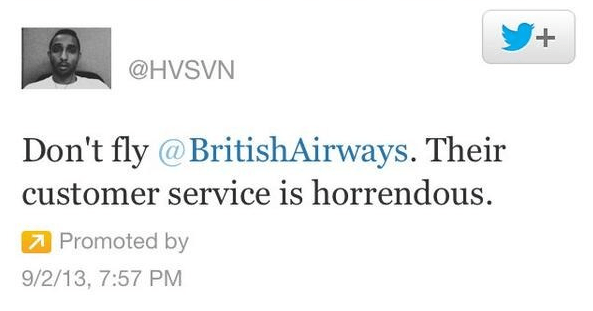 @HVSVN
Don't fly @BritishAirways. Their
customer service is horrendous.
Promoted by
9/2/13, 7:57 PM